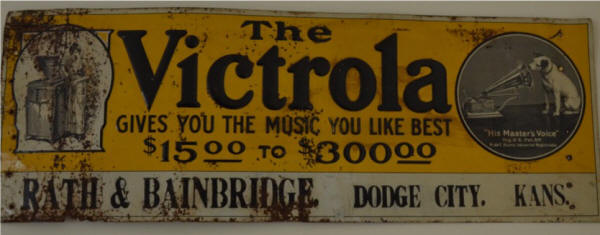 The
Victrola
GIVES YOU THE MUSIC YOU LIKE BEST
$15 00 TO $300 00
"His Master's Voice"
RATH & BAINBRIDGE. DODGE CITY. KANS.